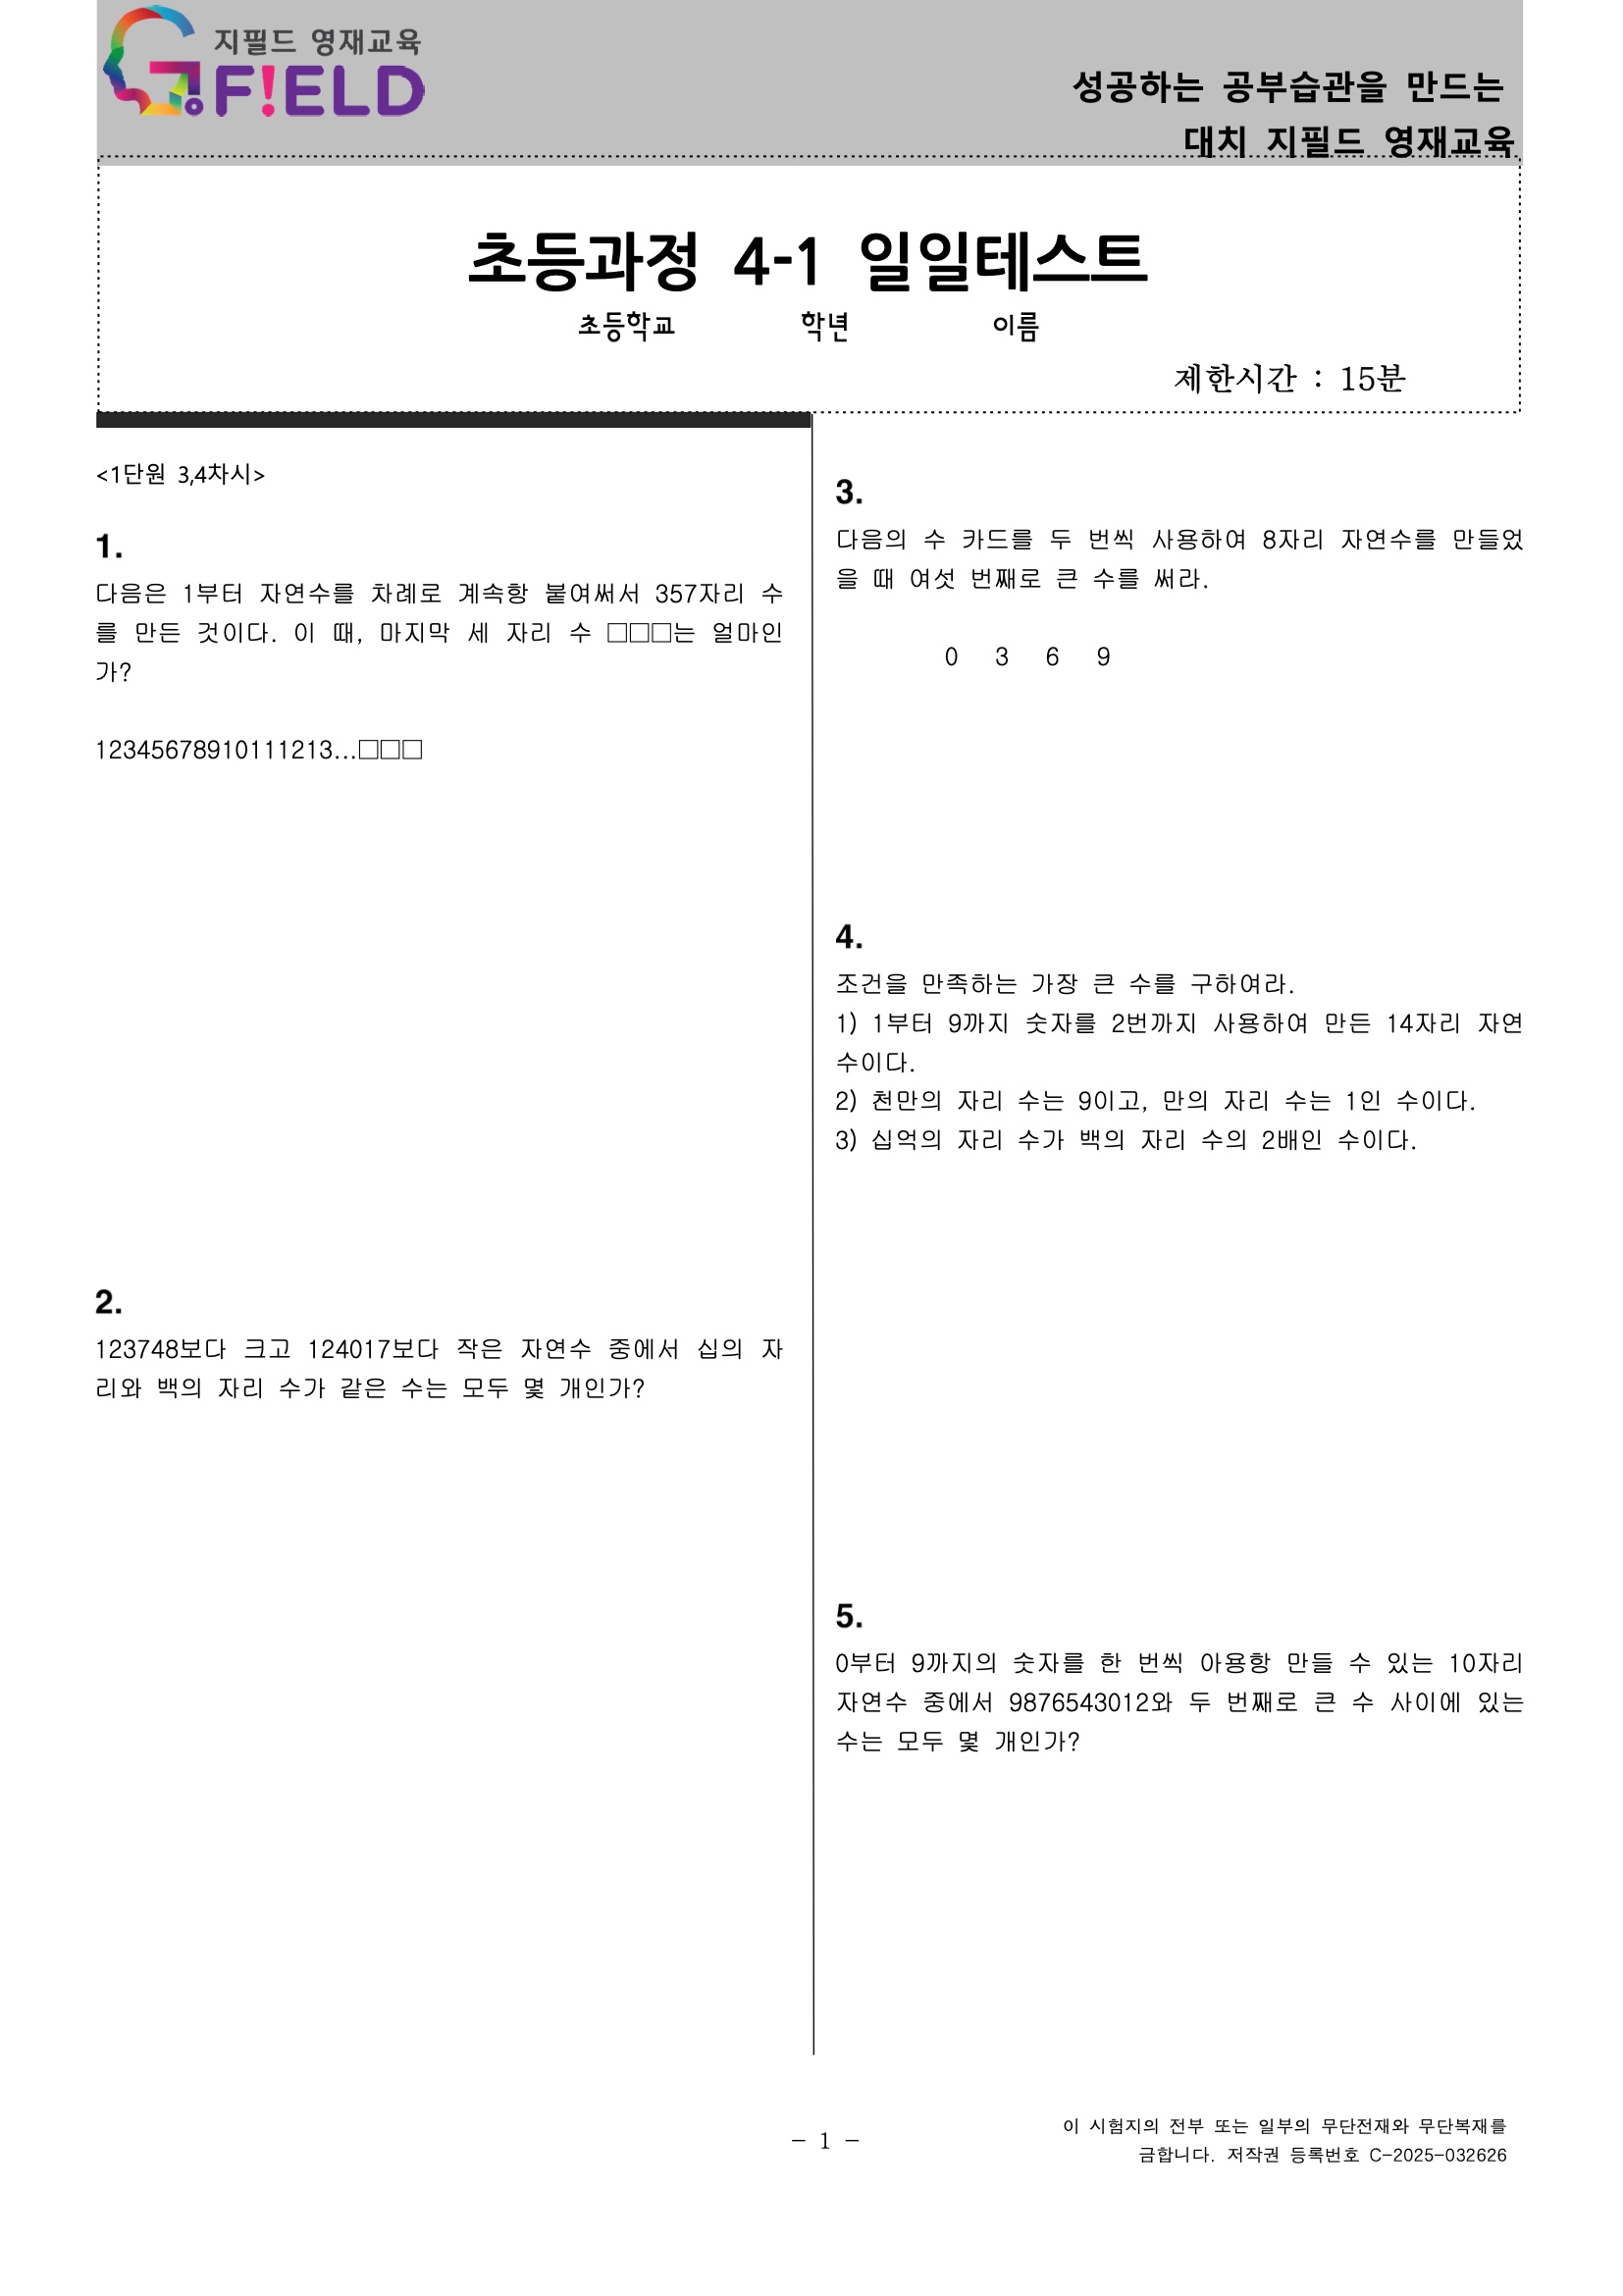 지필드 영재교육
G.F!ELD
성공하는 공부습관을 만드는
대치 지필드 영재교육
초등과정 4-1 일일테스트
초등학교 학년 이름
제한시간 : 15분
<1단원 3,4차시>
1.
다음은 1부터 자연수를 차례로 계속항 붙여써서 357자리 수
를 만든 것이다. 이 때, 마지막 세 자리 수 □□□는 얼마인
가?
12345678910111213…□□□
2.
123748보다 크고 124017보다 작은 자연수 중에서 십의 자
리와 백의 자리 수가 같은 수는 모두 몇 개인가?
3.
다음의 수 카드를 두 번씩 사용하여 8자리 자연수를 만들었
을 때 여섯 번째로 큰 수를 써라.
0 3 6 9
4.
조건을 만족하는 가장 큰 수를 구하여라.
1) 1부터 9까지 숫자를 2번까지 사용하여 만든 14자리 자연
수이다.
2) 천만의 자리 수는 9이고, 만의 자리 수는 1인 수이다.
3) 십억의 자리 수가 백의 자리 수의 2배인 수이다.
5.
0부터 9까지의 숫자를 한 번씩 아용항 만들 수 있는 10자리
자연수 중에서 9876543012와 두 번째로 큰 수 사이에 있는
수는 모두 몇 개인가?
- 1 -
이 시험지의 전부 또는 일부의 무단전재와 무단복재를
금합니다. 저작권 등록번호 C-2025-032626